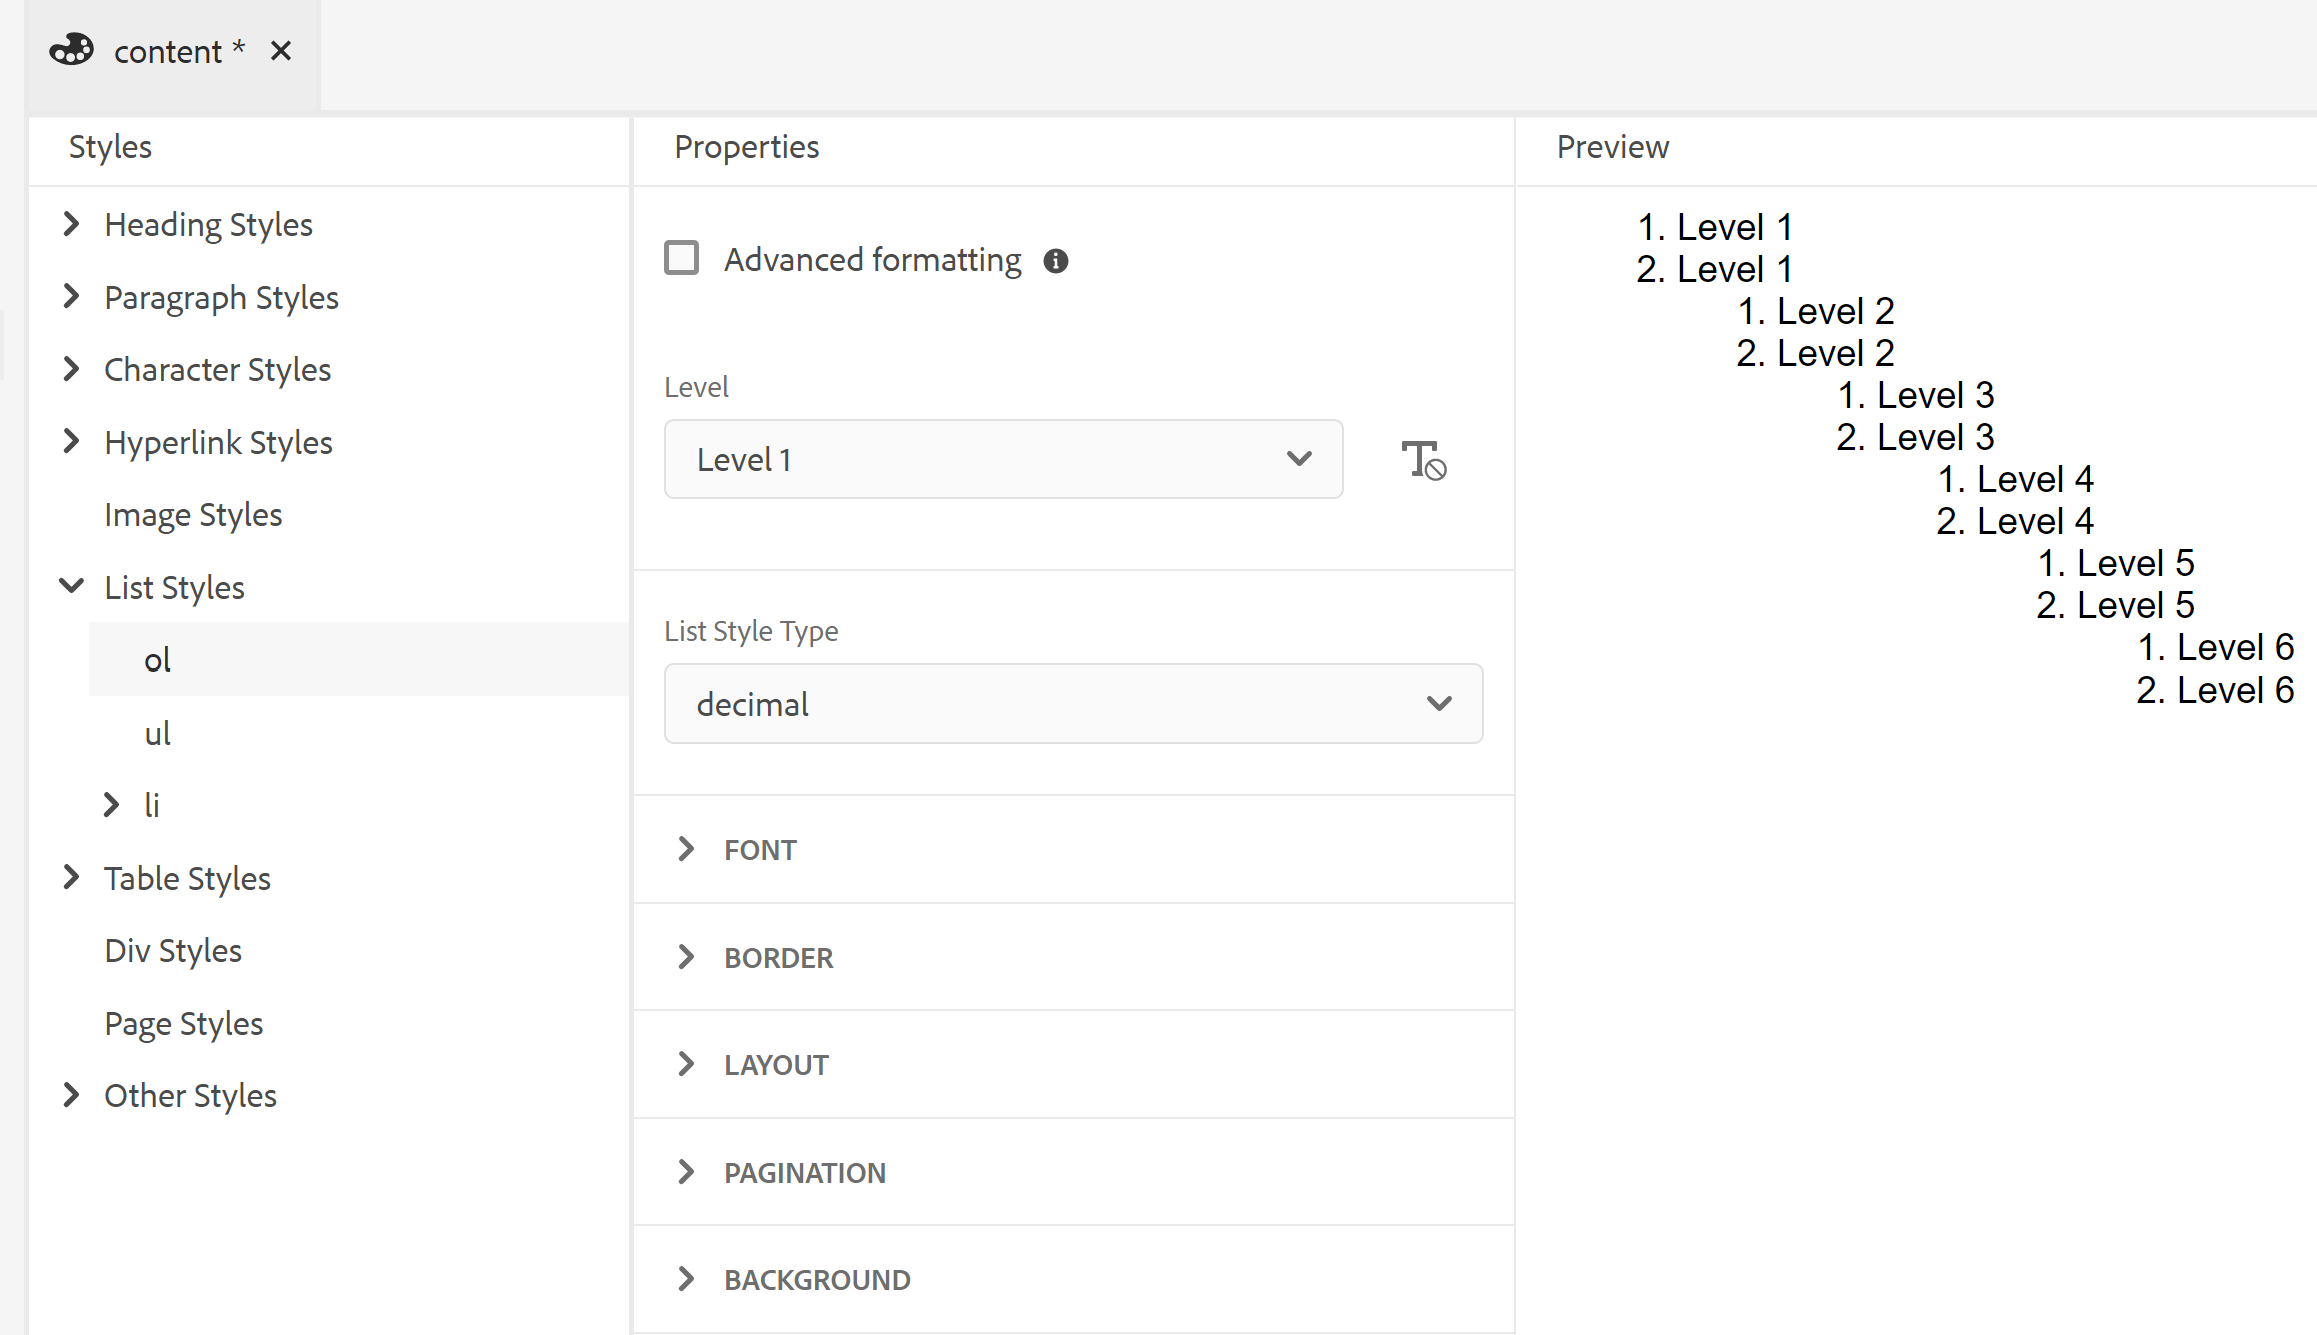 content *
Styles
Heading Styles
Paragraph Styles
Character Styles
Hyperlink Styles
Image Styles
List Styles
ol
ul
li
Table Styles
Div Styles
Page Styles
Other Styles
Properties
Advanced formatting
Level
Level 1
List Style Type
decimal
FONT
BORDER
LAYOUT
PAGINATION
BACKGROUND
Preview
1. Level 1
2. Level 1
1. Level 2
2. Level 2
1. Level 3
2. Level 3
1. Level 4
2. Level 4
1. Level 5
2. Level 5
1. Level 6
2. Level 6